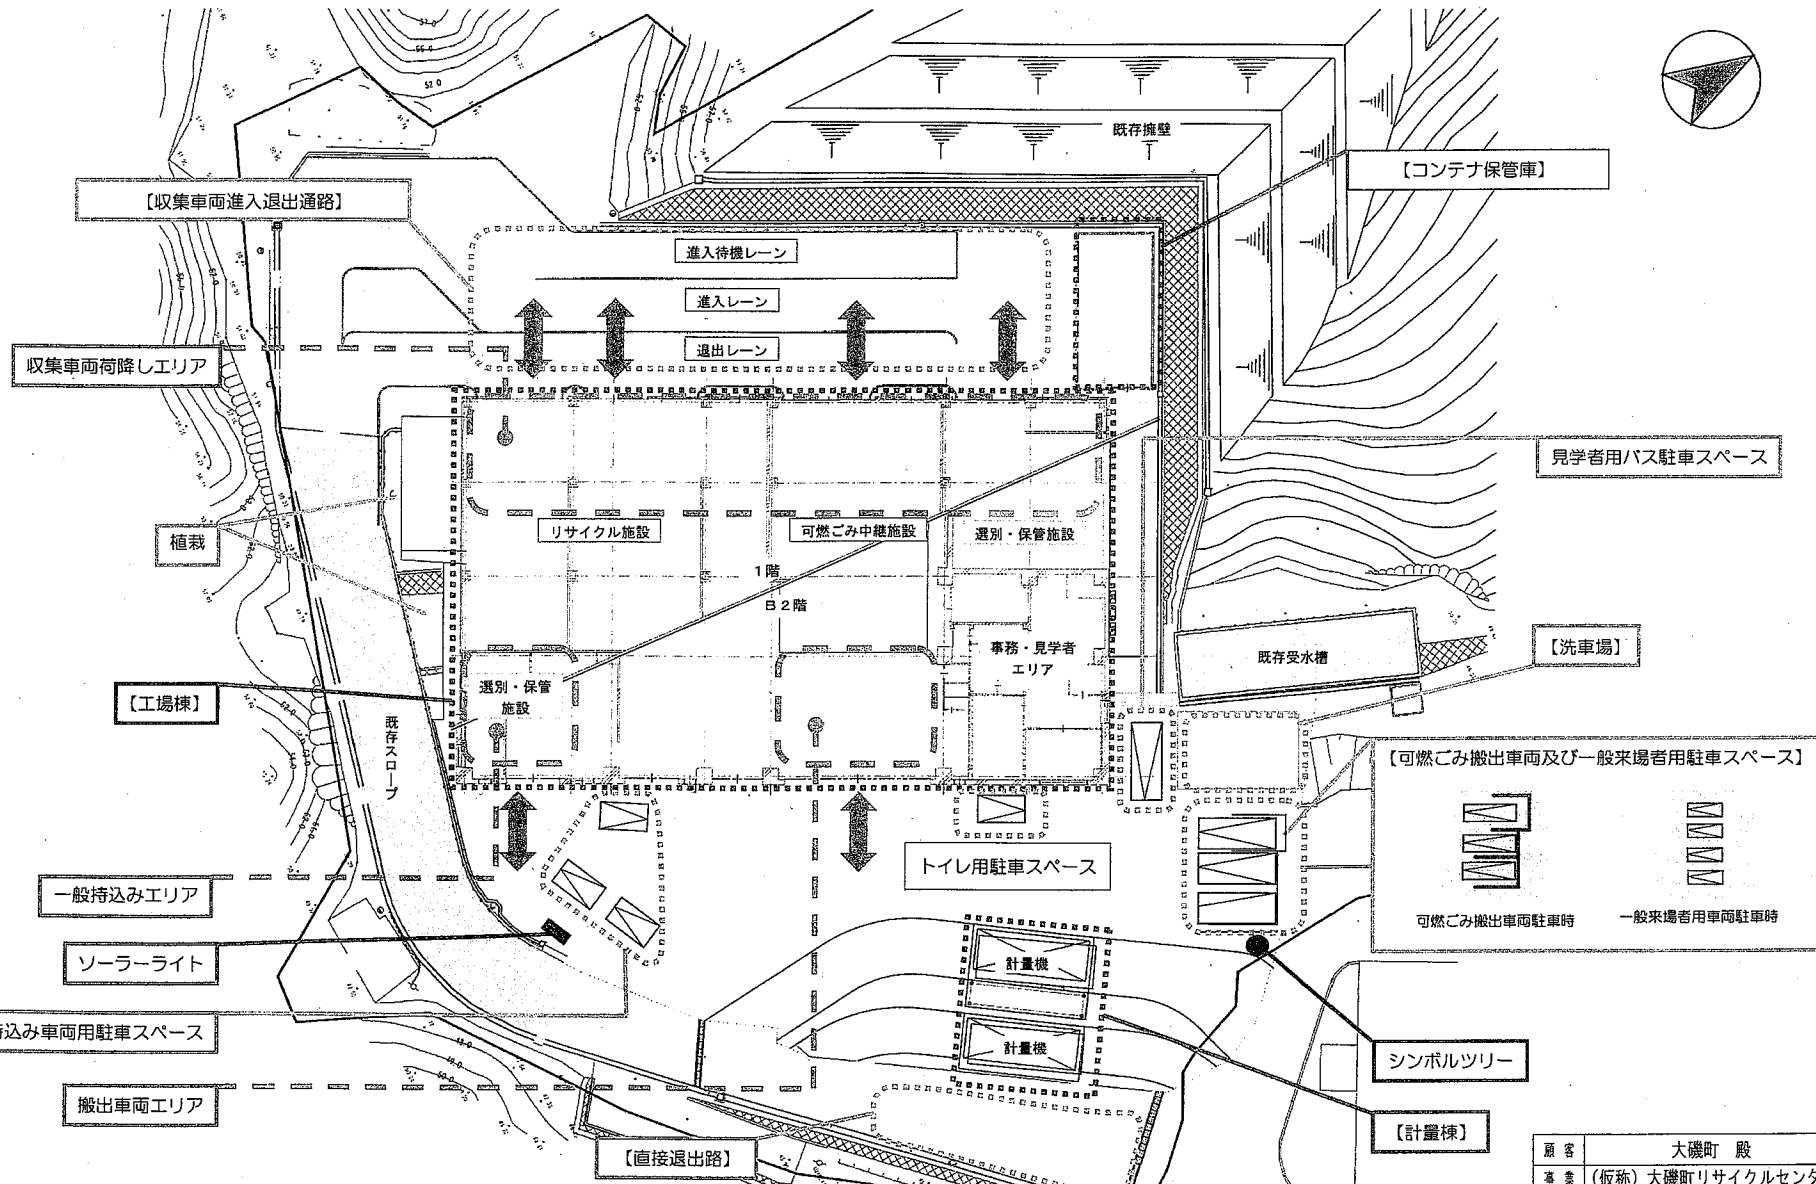 既存擁壁
【コンテナ保管庫】
【収集車両進入退出通路】
進入待機レーン
進入レーン
退出レーン
収集車両荷降しエリア
見学者用バス駐車スペース
植栽
リサイクル施設
可燃ごみ中継施設
選別・保管施設
1階
B2階
事務・見学者
エリア
既存受水槽
【洗車場】
【工場棟】
選別・保管
施設
既存スロープ
【可燃ごみ搬出車両及び一般来場者用駐車スペース】
可燃ごみ搬出車両駐車時
一般来場者用車両駐車時
トイレ用駐車スペース
一般持込みエリア
ソーラーライト
込み車両用駐車スペース
計量機
計量機
シンボルツリー
搬出車両エリア
【直接退出路】
【計量棟】
顧客
大磯町 殿
事業
(仮称)大磯町リサイクルセンタ